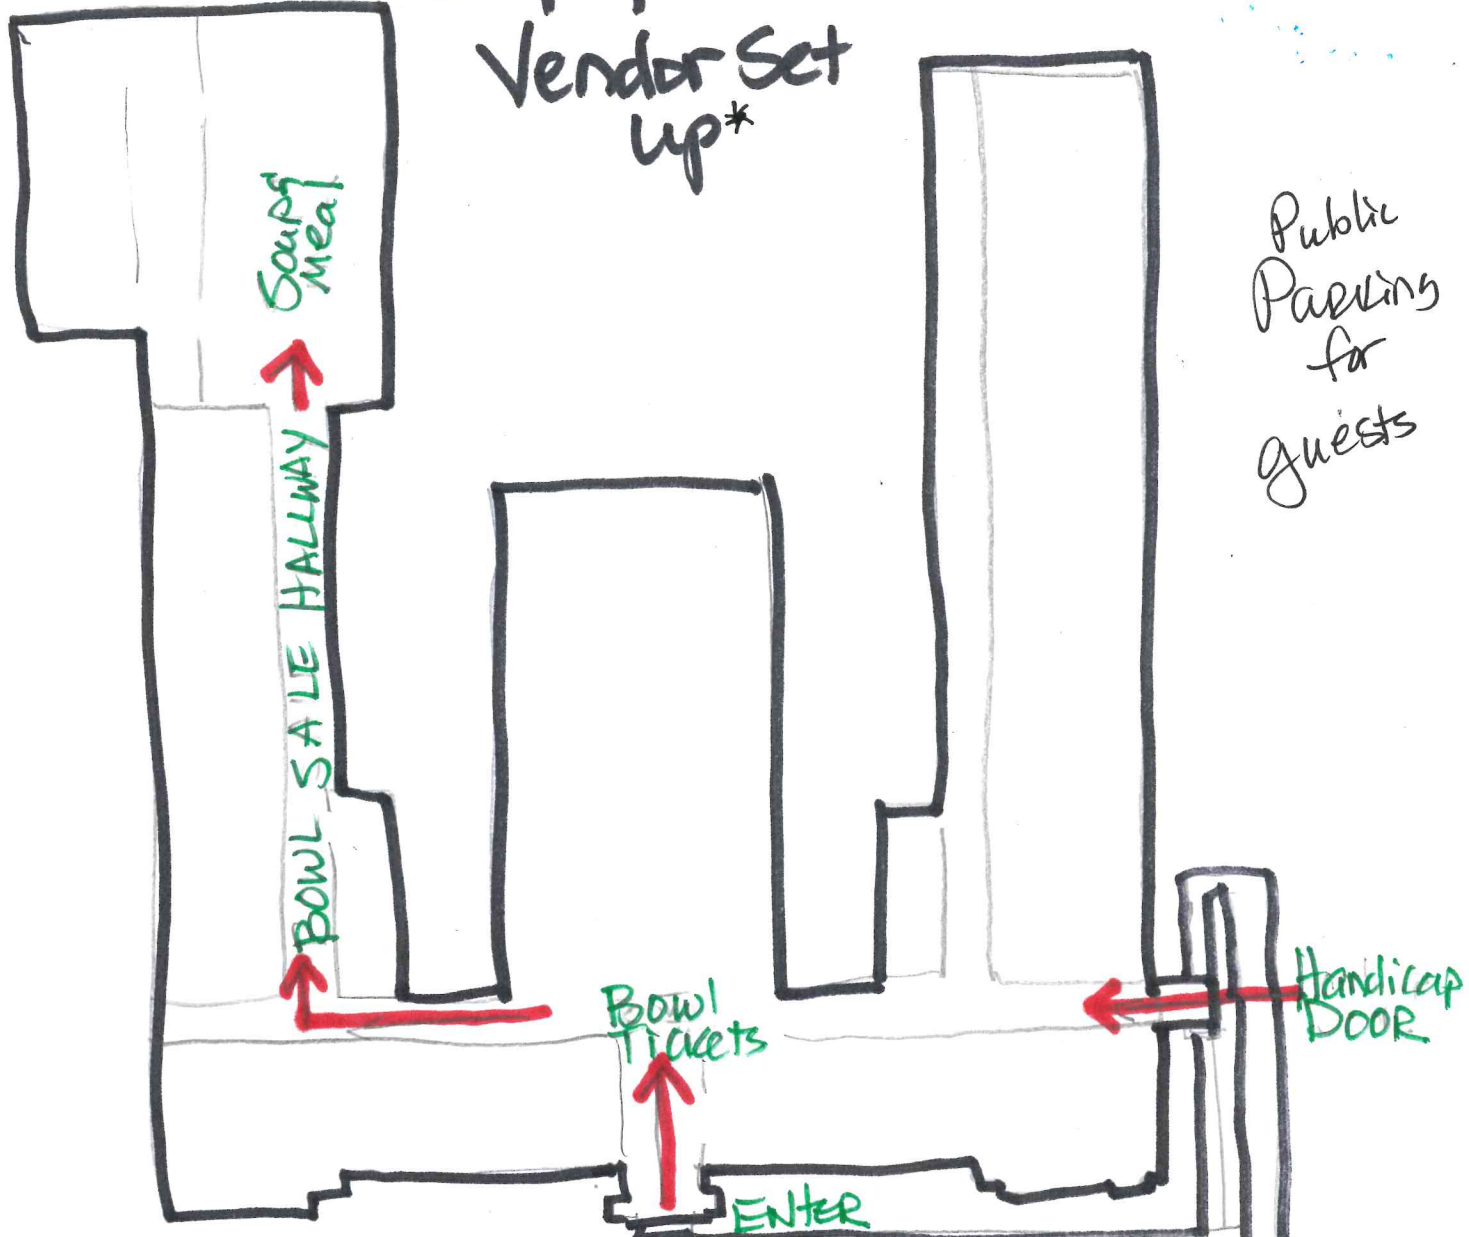 Vendor Set
up*
Public
Parking
for
guests
Soup &
Meal
BOWL SALE HALLWAY
Bowl
Tickets
Handicap
DOOR
ENTER